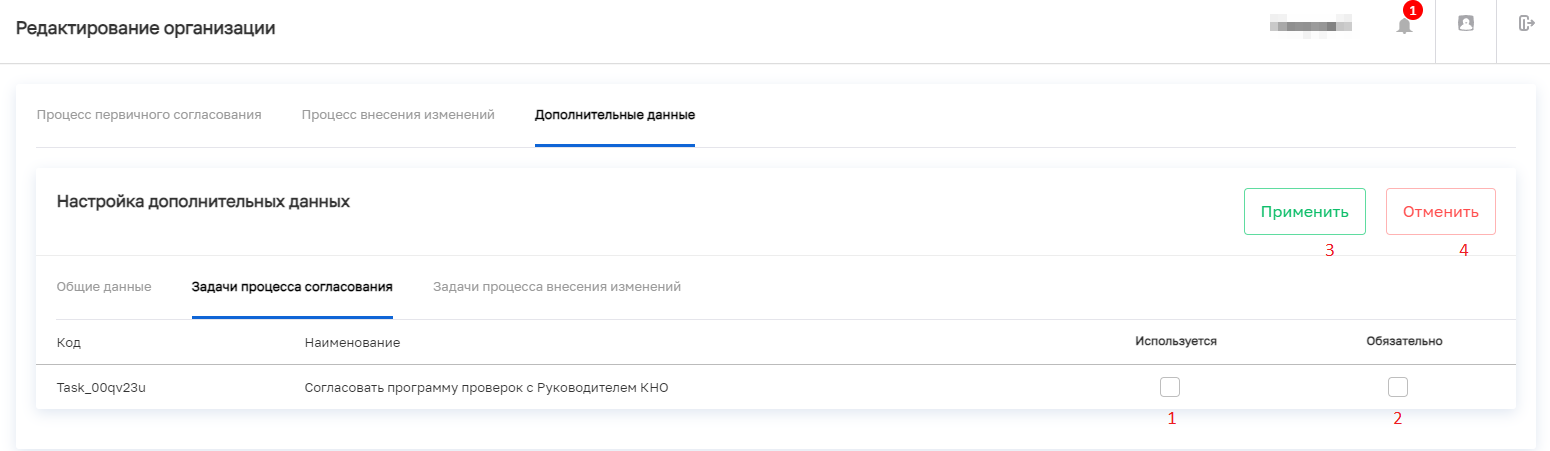 Редактирование организации
1
Процесс первичного согласования Процесс внесения изменений Дополнительные данные
Настройка дополнительных данных
Применить Отменить
3 4
Общие данные Задачи процесса согласования Задачи процесса внесения изменений
Код Наименование Используется Обязательно
Task_00qv23u Согласовать программу проверок с Руководителем КНО
1 2